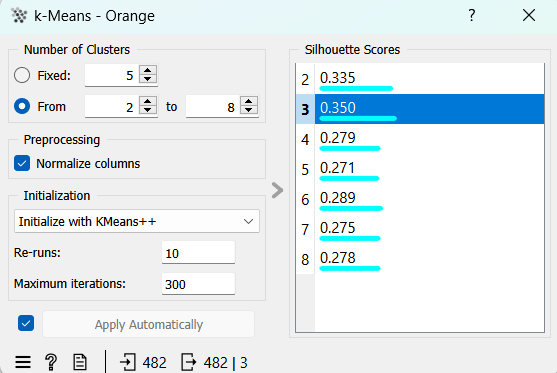 k-Means - Orange
Number of Clusters
Fixed: 5
From 2 to 8
Preprocessing
Normalize columns
Initialization
Initialize with KMeans++
Re-runs: 10
Maximum iterations: 300
Apply Automatically
482
482 | 3
Silhouette Scores
2 0.335
3 0.350
4 0.279
5 0.271
6 0.289
7 0.275
8 0.278